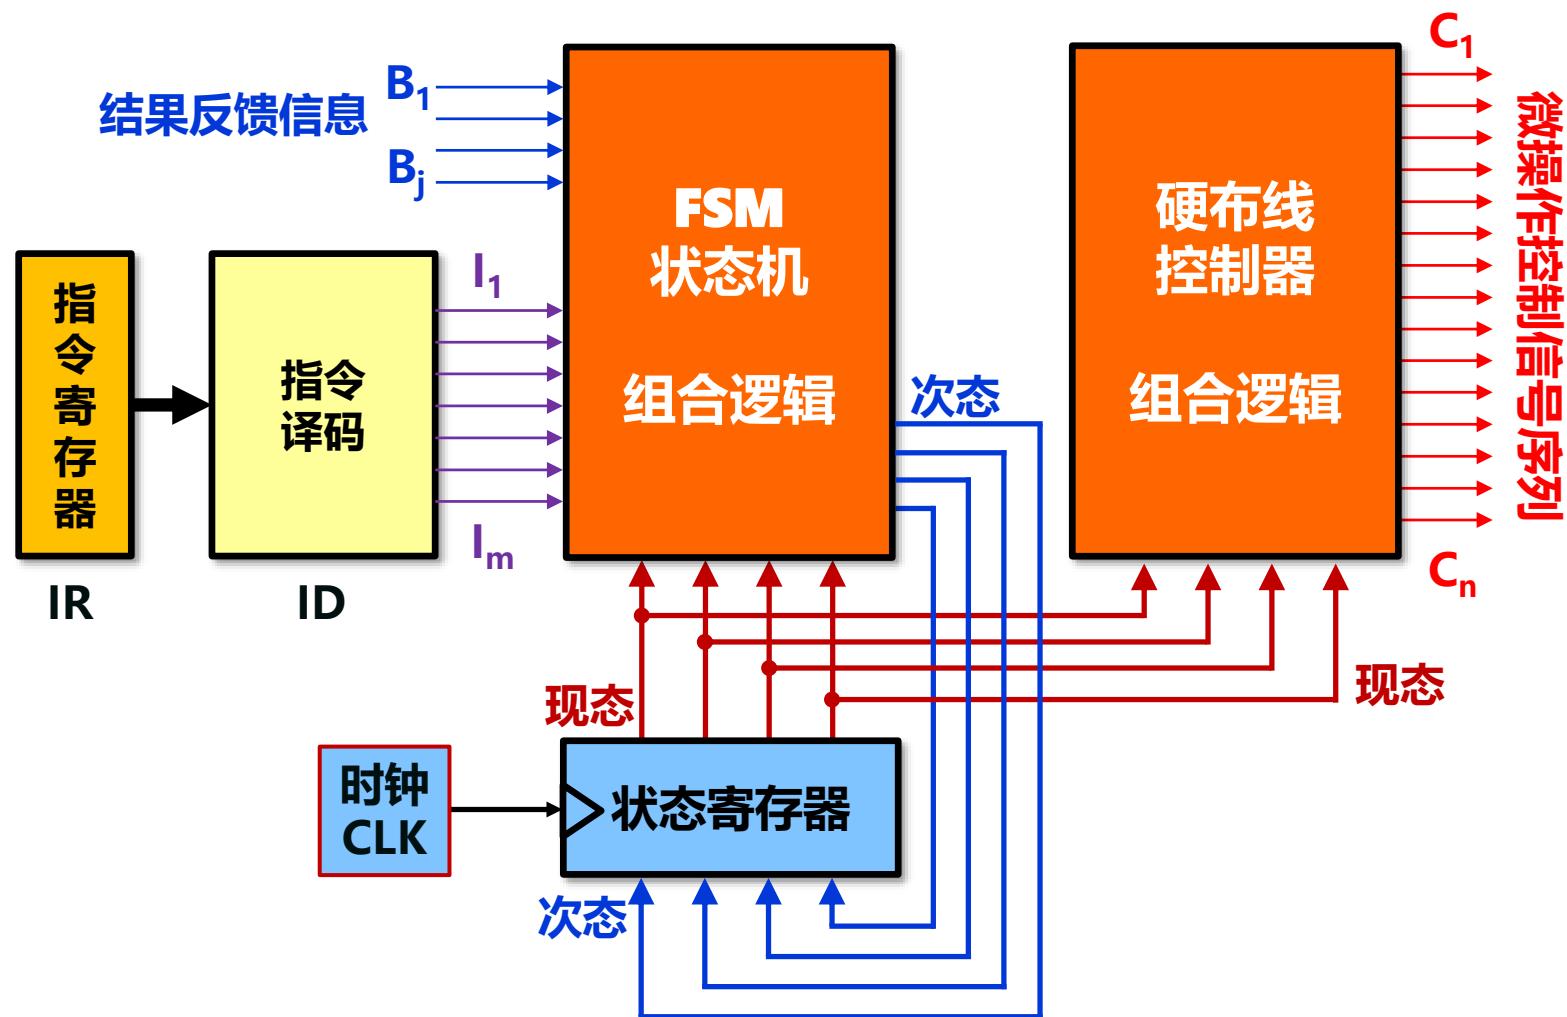 C1
结果反馈信息
B1
Bj
FSM
状态机
组合逻辑
硬布线
控制器
组合逻辑
微操作控制信号序列
指令寄存器
IR
指令
译码
ID
I1
Im
次态
Cn
现态
现态
时钟
CLK
状态寄存器
次态